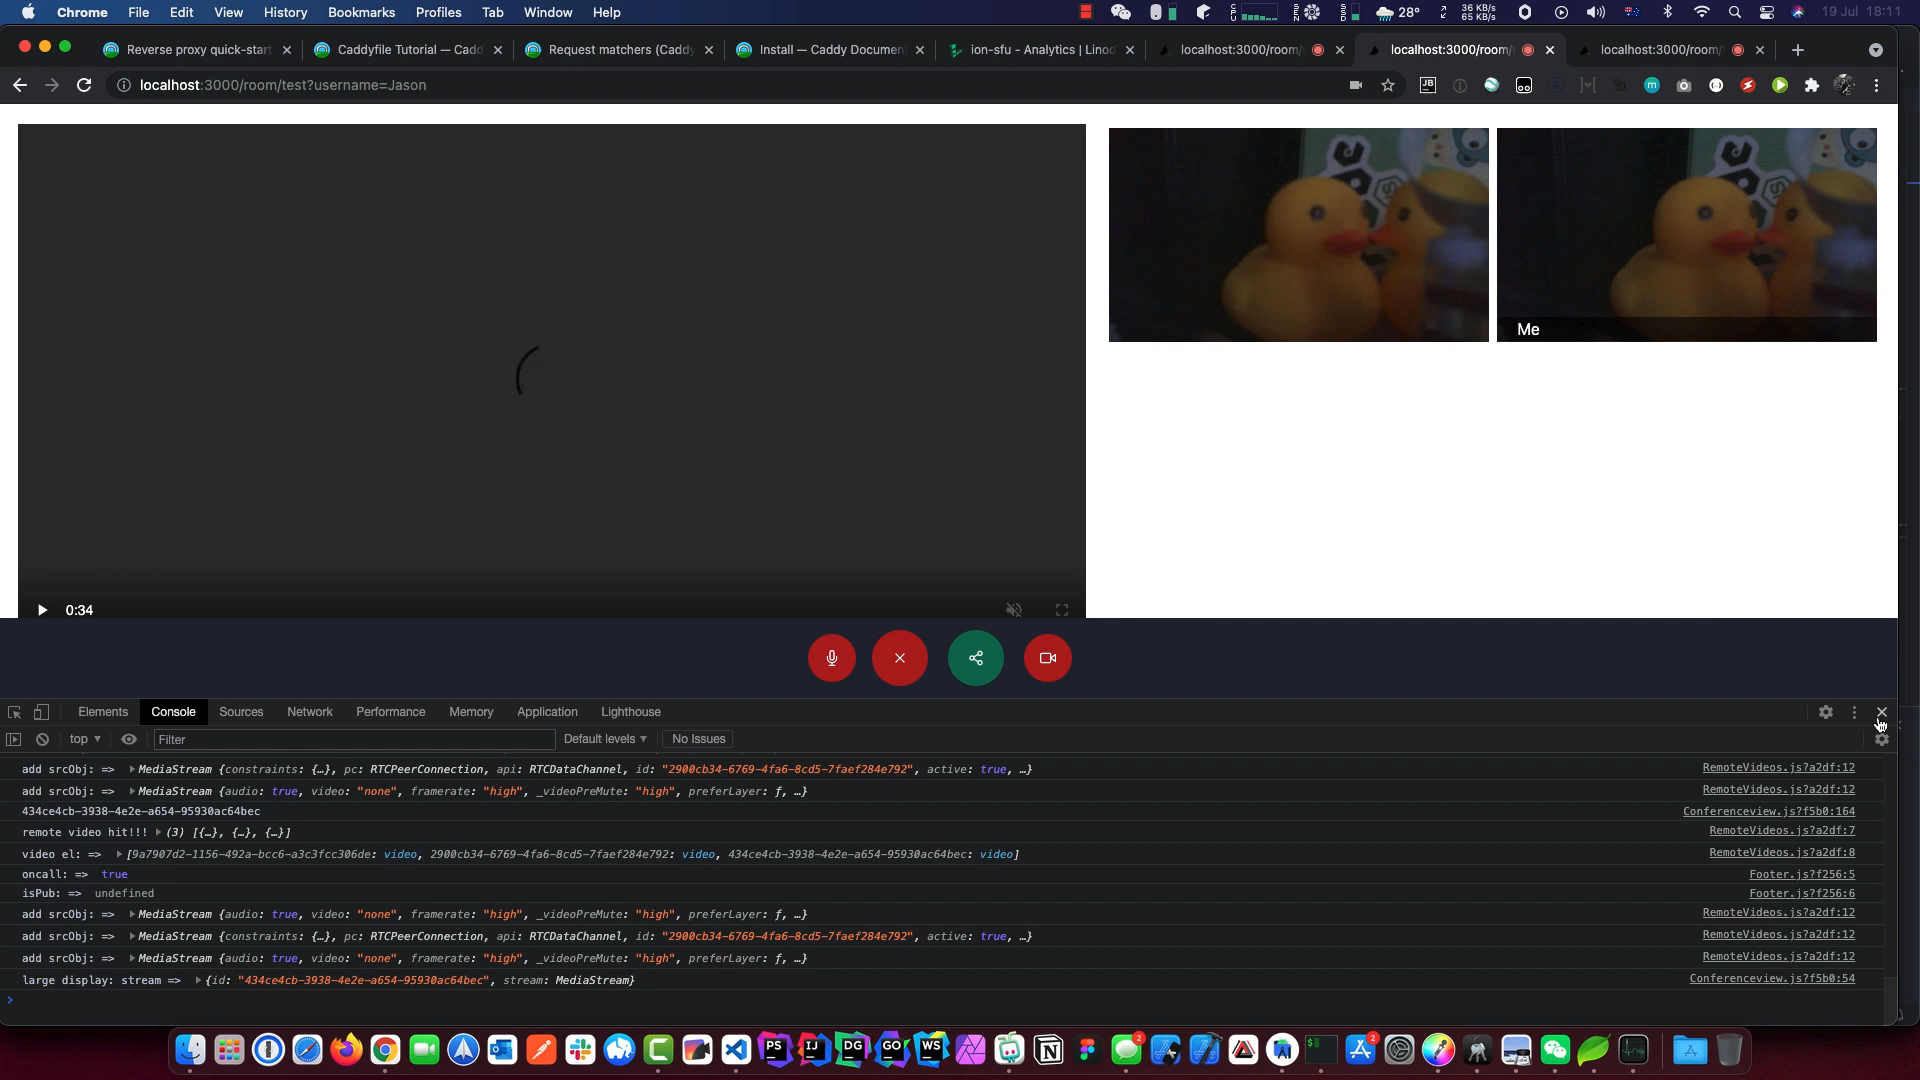 Chrome File Edit View History Bookmarks Profiles Tab Window Help
28° 36 KB/s 65 KB/s 19 Jul 18:11
Reverse proxy quick-start
Caddyfile Tutorial — Cadd
Request matchers (Caddy
Install — Caddy Documen
ion-sfu - Analytics | Linod
localhost:3000/room/
localhost:3000/room/
localhost:3000/room/
localhost:3000/room/test?username=Jason
Me
0:34
Elements Console Sources Network Performance Memory Application Lighthouse
top Filter Default levels No Issues
add srcObj: => MediaStream {constraints: {…}, pc: RTCPeerConnection, api: RTCDataChannel, id: "2900cb34-6769-4fa6-8cd5-7faef284e792", active: true, …} RemoteVideos.js?a2df:12
add srcObj: => MediaStream {audio: true, video: "none", framerate: "high", _videoPreMute: "high", preferLayer: ƒ, …} RemoteVideos.js?a2df:12
434ce4cb-3938-4e2e-a654-95930ac64bec Conferenceview.js?f5b0:164
remote video hit!!! (3) [{…}, {…}, {…}] RemoteVideos.js?a2df:7
video el: => [9a7907d2-1156-492a-bcc6-a3c3fcc306de: video, 2900cb34-6769-4fa6-8cd5-7faef284e792: video, 434ce4cb-3938-4e2e-a654-95930ac64bec: video] RemoteVideos.js?a2df:8
oncall: => true Footer.js?f256:5
isPub: => undefined Footer.js?f256:6
add srcObj: => MediaStream {audio: true, video: "none", framerate: "high", _videoPreMute: "high", preferLayer: ƒ, …} RemoteVideos.js?a2df:12
add srcObj: => MediaStream {constraints: {…}, pc: RTCPeerConnection, api: RTCDataChannel, id: "2900cb34-6769-4fa6-8cd5-7faef284e792", active: true, …} RemoteVideos.js?a2df:12
add srcObj: => MediaStream {audio: true, video: "none", framerate: "high", _videoPreMute: "high", preferLayer: ƒ, …} RemoteVideos.js?a2df:12
large display: stream => {id: "434ce4cb-3938-4e2e-a654-95930ac64bec", stream: MediaStream} Conferenceview.js?f5b0:54
PS IJ DG GO WS 2 2